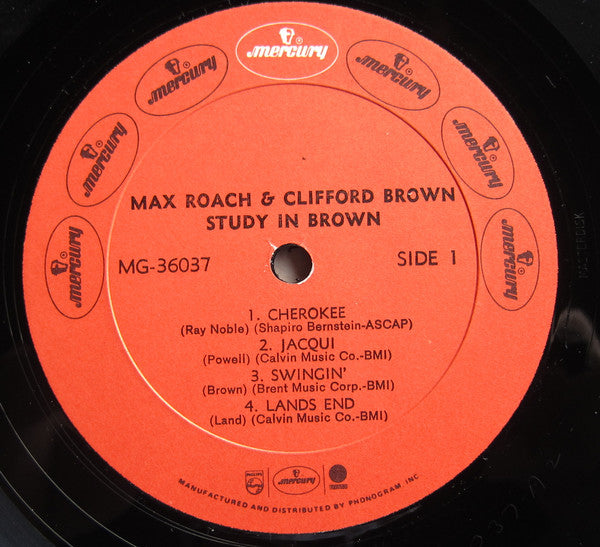 mercury
mercury
mercury
mercury
mercury
mercury
mercury
MAX ROACH & CLIFFORD BROWN
STUDY IN BROWN
MG-36037 SIDE 1
1. CHEROKEE
(Ray Noble) (Shapiro Bernstein-ASCAP)
2. JACQUI
(Powell) (Calvin Music Co.-BMI)
3. SWINGIN'
(Brown) (Brent Music Corp.-BMI)
4. LANDS END
(Land) (Calvin Music Co.-BMI)
PHILIPS mercury
MANUFACTURED AND DISTRIBUTED BY PHONOGRAM, INC.
MASTERDISK